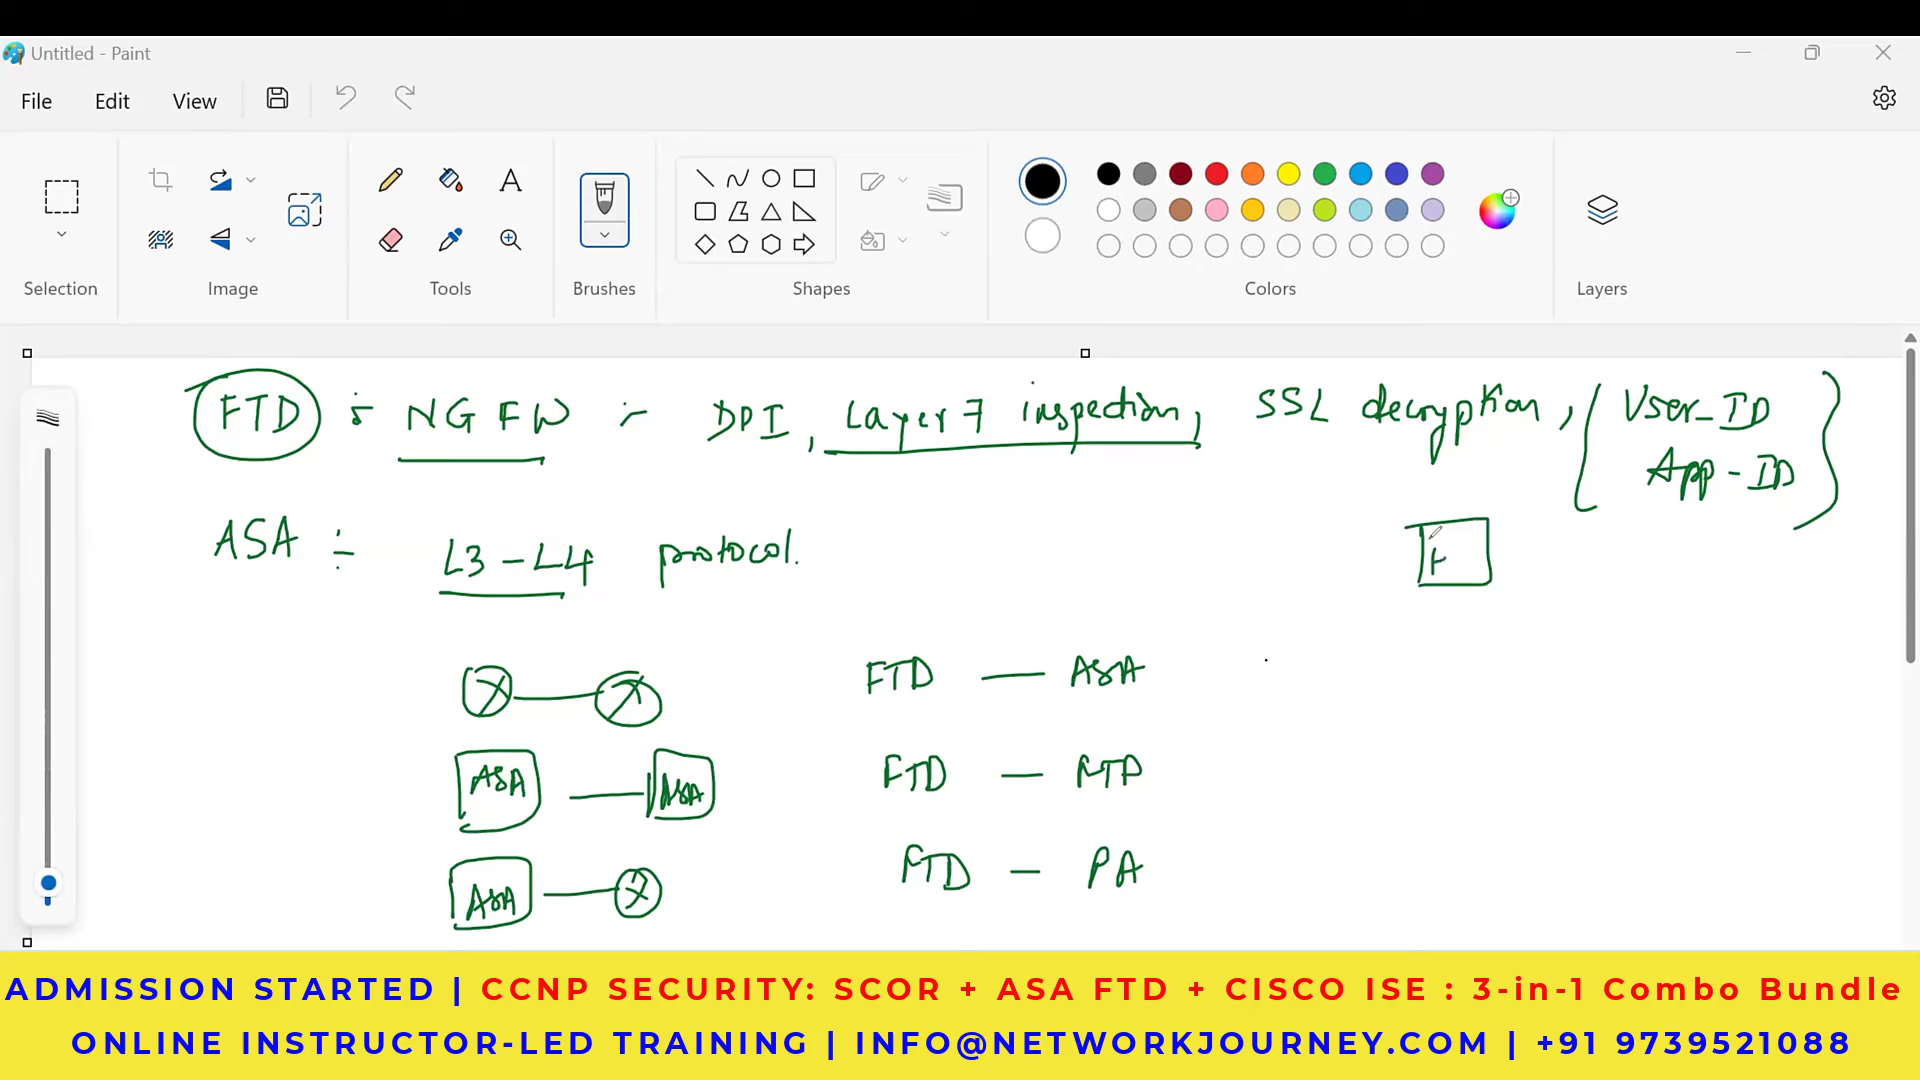 Untitled - Paint
File Edit View
Selection Image Tools Brushes Shapes Colors Layers
FTD : NGFW :- DPI, Layer 7 inspection, SSL decryption, ( User_ID
App-ID )
ASA ÷ L3-L4 protocol.
F
FTD — ASA
ASA — ASA
FTD — FTD
ASA
FTD — PA
ADMISSION STARTED | CCNP SECURITY: SCOR + ASA FTD + CISCO ISE : 3-in-1 Combo Bundle
ONLINE INSTRUCTOR-LED TRAINING | INFO@NETWORKJOURNEY.COM | +91 9739521088